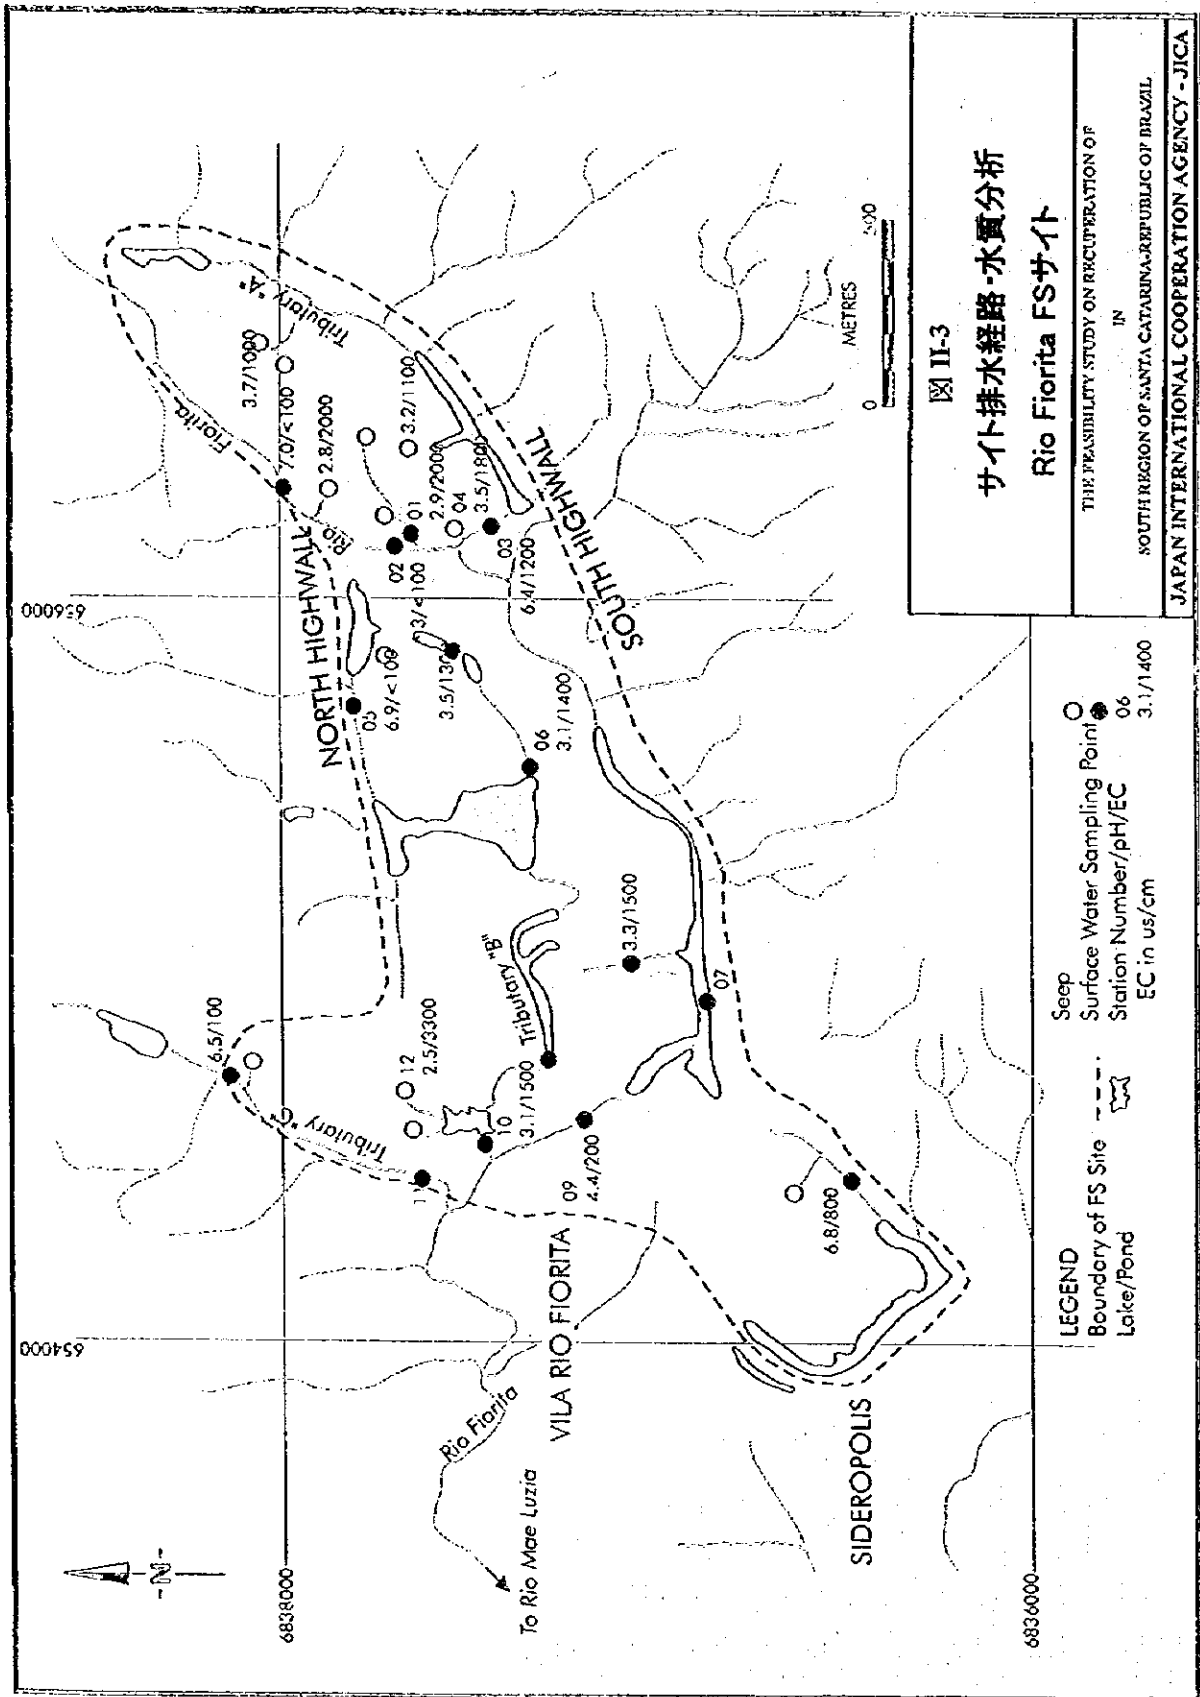 656000
654000
6838000
6836000
-N-
To Rio Mae Luzia
Rio Fiorita
VILA RIO FIORITA
SIDEROPOLIS
NORTH HIGHWALL
SOUTH HIGHWALL
Rio
Fiorita
Tributary "A"
Tributary "B"
Tributary "C"
6.5/100
12
2.5/3300
11
10
3.1/1500
09
4.4/200
6.8/800
07
3.3/1500
06
3.1/1400
05
6.9/<100
3.5/130
3/<100
02
01
2.9/2000
04
3.5/1800
03
6.4/1200
3.2/1100
2.8/2000
7.0/<100
3.7/1000
0
500
METRES
LEGEND
Boundary of FS Site
Lake/Pond
Seep
Surface Water Sampling Point
Station Number/pH/EC
06
3.1/1400
EC in us/cm
図 II-3
サイト排水経路・水質分析
Rio Fiorita FSサイト
THE FEASIBILITY STUDY ON RECUPERATION OF
IN
SOUTH REGION OF SANTA CATARINA, REPUBLIC OF BRAZIL
JAPAN INTERNATIONAL COOPERATION AGENCY - JICA